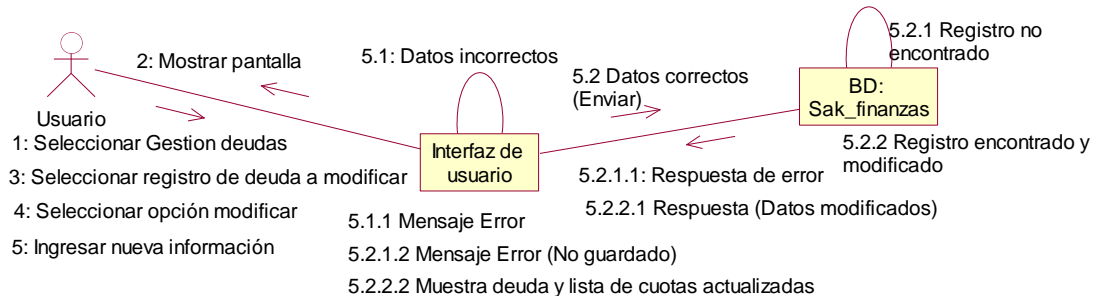 5.2.1 Registro no
encontrado
2: Mostrar pantalla
5.1: Datos incorrectos
5.2 Datos correctos
(Enviar)
BD:
Sak_finanzas
Usuario
1: Seleccionar Gestion deudas
3: Seleccionar registro de deuda a modificar
4: Seleccionar opción modificar
5: Ingresar nueva información
Interfaz de
usuario
5.2.2 Registro encontrado y
modificado
5.2.1.1: Respuesta de error
5.2.2.1 Respuesta (Datos modificados)
5.1.1 Mensaje Error
5.2.1.2 Mensaje Error (No guardado)
5.2.2.2 Muestra deuda y lista de cuotas actualizadas